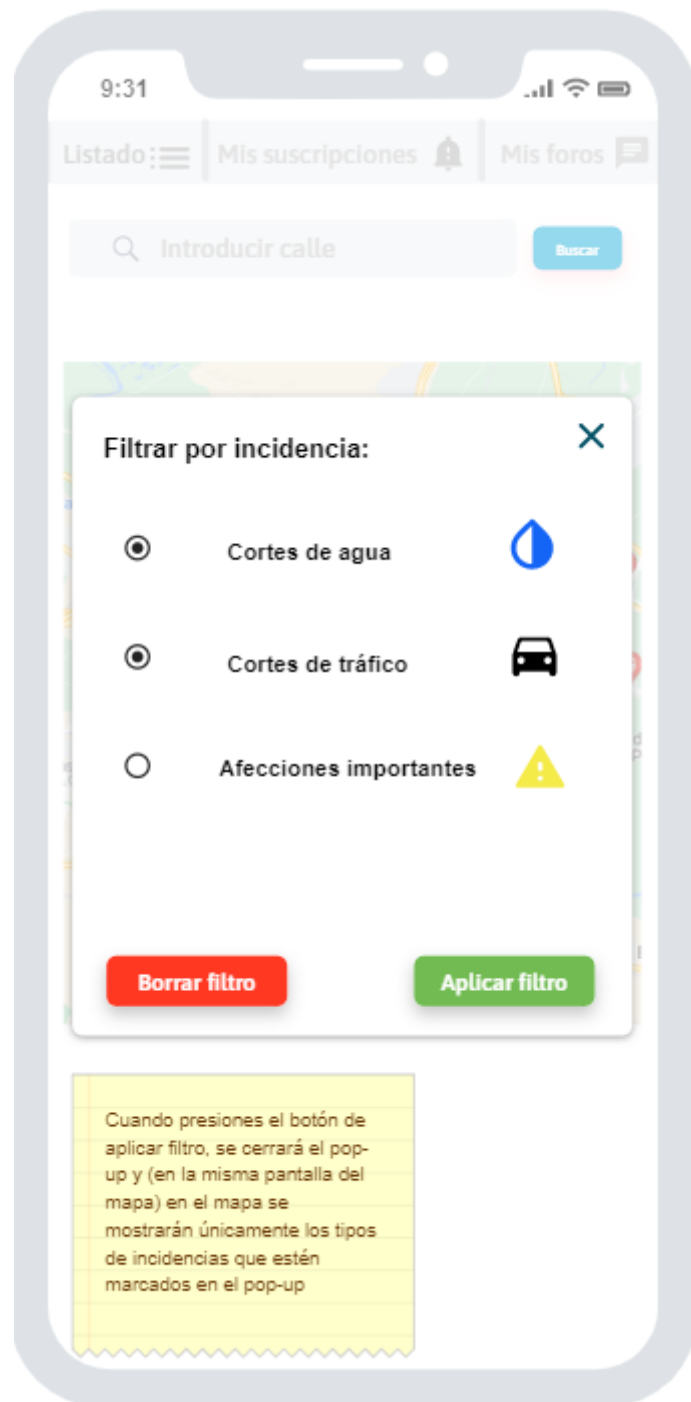 9:31
Listado Mis suscripciones Mis foros
Introducir calle Buscar
Filtrar por incidencia:
Cortes de agua
Cortes de tráfico
Afecciones importantes
Borrar filtro Aplicar filtro
Cuando presiones el botón de
aplicar filtro, se cerrará el pop-
up y (en la misma pantalla del
mapa) en el mapa se
mostrarán únicamente los tipos
de incidencias que estén
marcados en el pop-up